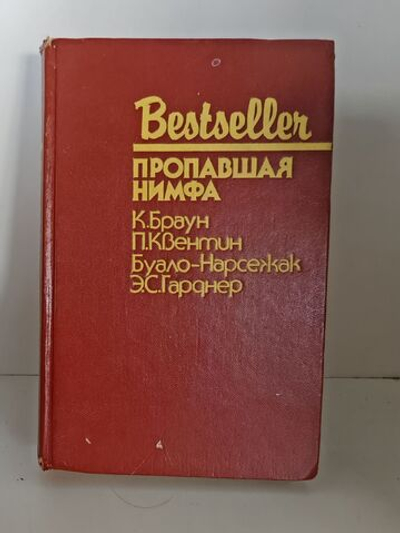 Bestseller
ПРОПАВШАЯ
НИМФА
К.Браун
П.Квентин
Буало-Нарсежак
Э.С.Гарднер